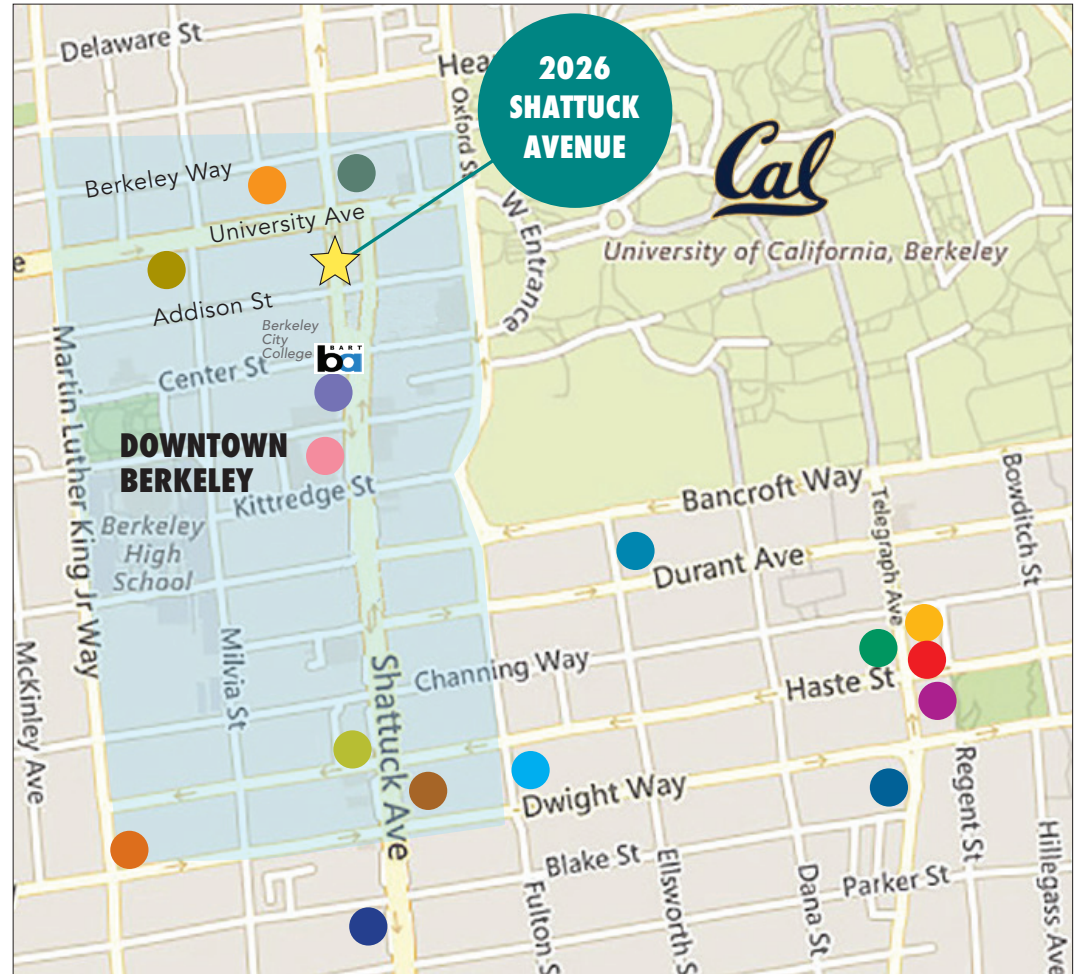 Delaware St
Hea
Oxford St
2026
SHATTUCK
AVENUE
Cal
Berkeley Way
University Ave
W Entrance
University of California, Berkeley
e
Addison St
Berkeley
City
College
BART
ba
Center St
Martin Luther King Jr Way
DOWNTOWN
BERKELEY
Kittredge St
Berkeley
High
School
Bancroft Way
Telegraph Ave
Bowditch St
Durant Ave
McKinley Ave
Milvia St
Shattuck Ave
Channing Way
Haste St
Dwight Way
Regent St
Hillegass Ave
Blake St
Ellsworth S
Fulton S
Dana St
Parker St